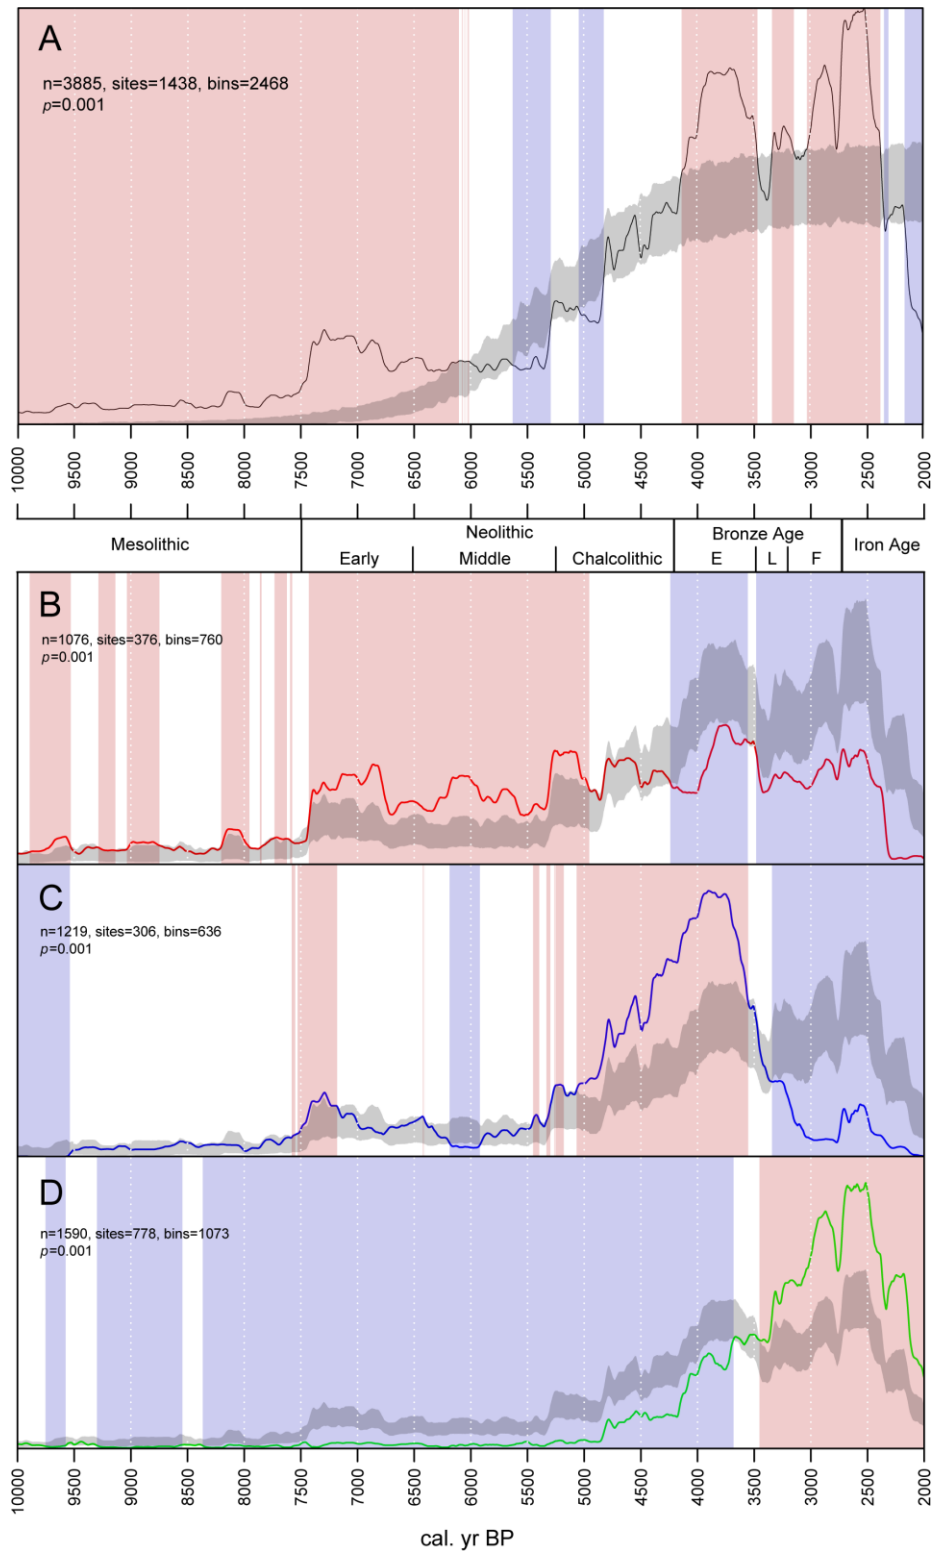 A
n=3885, sites=1438, bins=2468
p=0.001
10000 9500 9000 8500 8000 7500 7000 6500 6000 5500 5000 4500 4000 3500 3000 2500 2000
Mesolithic Neolithic Bronze Age Iron Age
Early Middle Chalcolithic E L F
B
n=1076, sites=376, bins=760
p=0.001
C
n=1219, sites=306, bins=636
p=0.001
D
n=1590, sites=778, bins=1073
p=0.001
10000 9500 9000 8500 8000 7500 7000 6500 6000 5500 5000 4500 4000 3500 3000 2500 2000
cal. yr BP